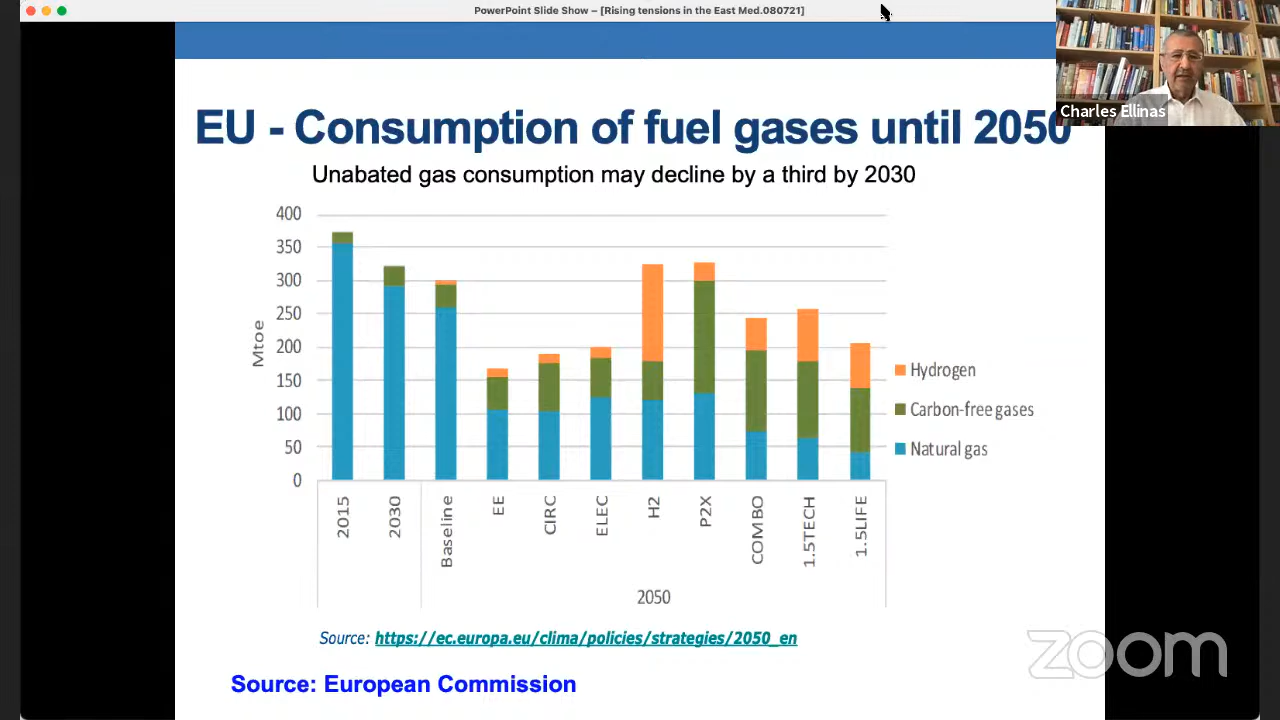 PowerPoint Slide Show – [Rising tensions in the East Med.080721]
Charles Ellinas
EU - Consumption of fuel gases until 2050
Unabated gas consumption may decline by a third by 2030
400
350
300
250
200
150
100
50
0
Mtoe
Hydrogen
Carbon-free gases
Natural gas
2015
2030
Baseline
EE
CIRC
ELEC
H2
P2X
COMBO
1.5TECH
1.5LIFE
2050
Source: https://ec.europa.eu/clima/policies/strategies/2050_en
Source: European Commission
zoom